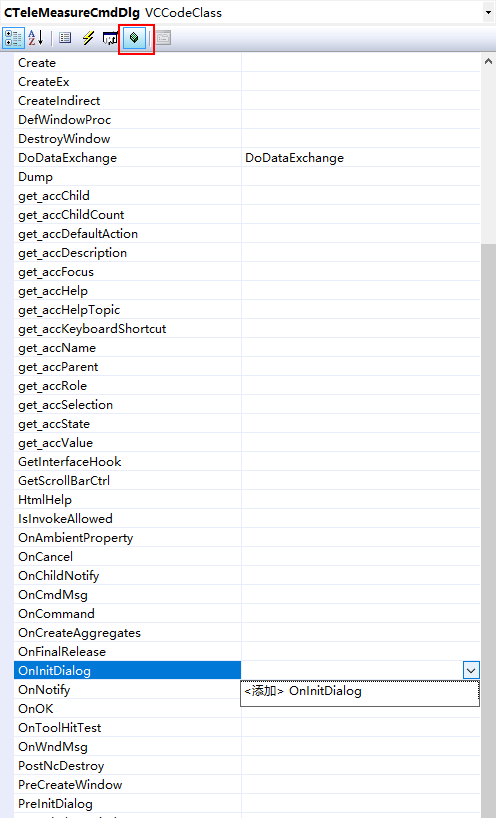 CTeleMeasureCmdDlg VCCodeClass
Create
CreateEx
CreateIndirect
DefWindowProc
DestroyWindow
DoDataExchange DoDataExchange
Dump
get_accChild
get_accChildCount
get_accDefaultAction
get_accDescription
get_accFocus
get_accHelp
get_accHelpTopic
get_accKeyboardShortcut
get_accName
get_accParent
get_accRole
get_accSelection
get_accState
get_accValue
GetInterfaceHook
GetScrollBarCtrl
HtmlHelp
IsInvokeAllowed
OnAmbientProperty
OnCancel
OnChildNotify
OnCmdMsg
OnCommand
OnCreateAggregates
OnFinalRelease
OnInitDialog
OnNotify <添加> OnInitDialog
OnOK
OnToolHitTest
OnWndMsg
PostNcDestroy
PreCreateWindow
PreInitDialog